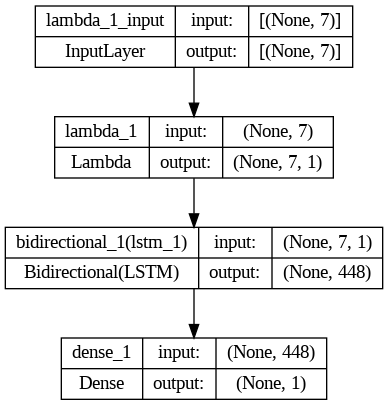 lambda_1_input input: [(None, 7)]
InputLayer output: [(None, 7)]
lambda_1 input: (None, 7)
Lambda output: (None, 7, 1)
bidirectional_1(lstm_1) input: (None, 7, 1)
Bidirectional(LSTM) output: (None, 448)
dense_1 input: (None, 448)
Dense output: (None, 1)